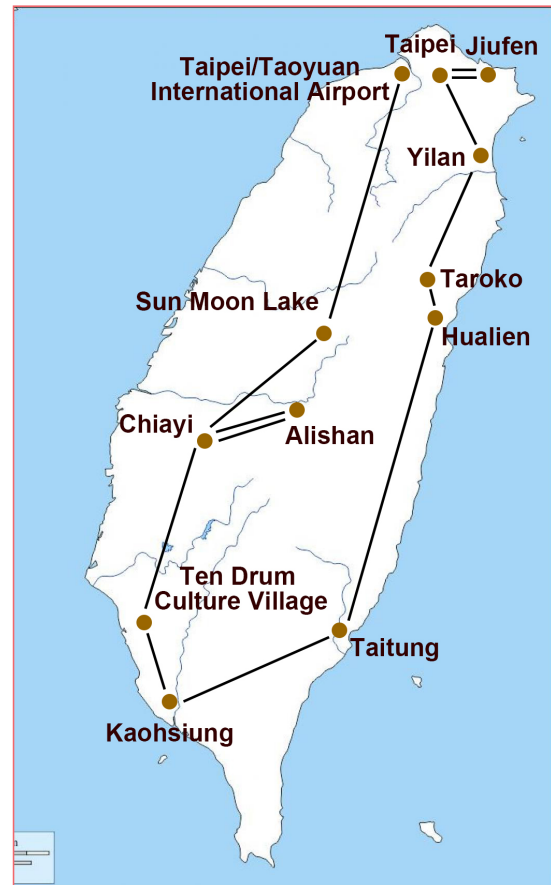 Taipei
Jiufen
Taipei/Taoyuan
International Airport
Yilan
Taroko
Sun Moon Lake
Hualien
Chiayi
Alishan
Ten Drum
Culture Village
Taitung
Kaohsiung